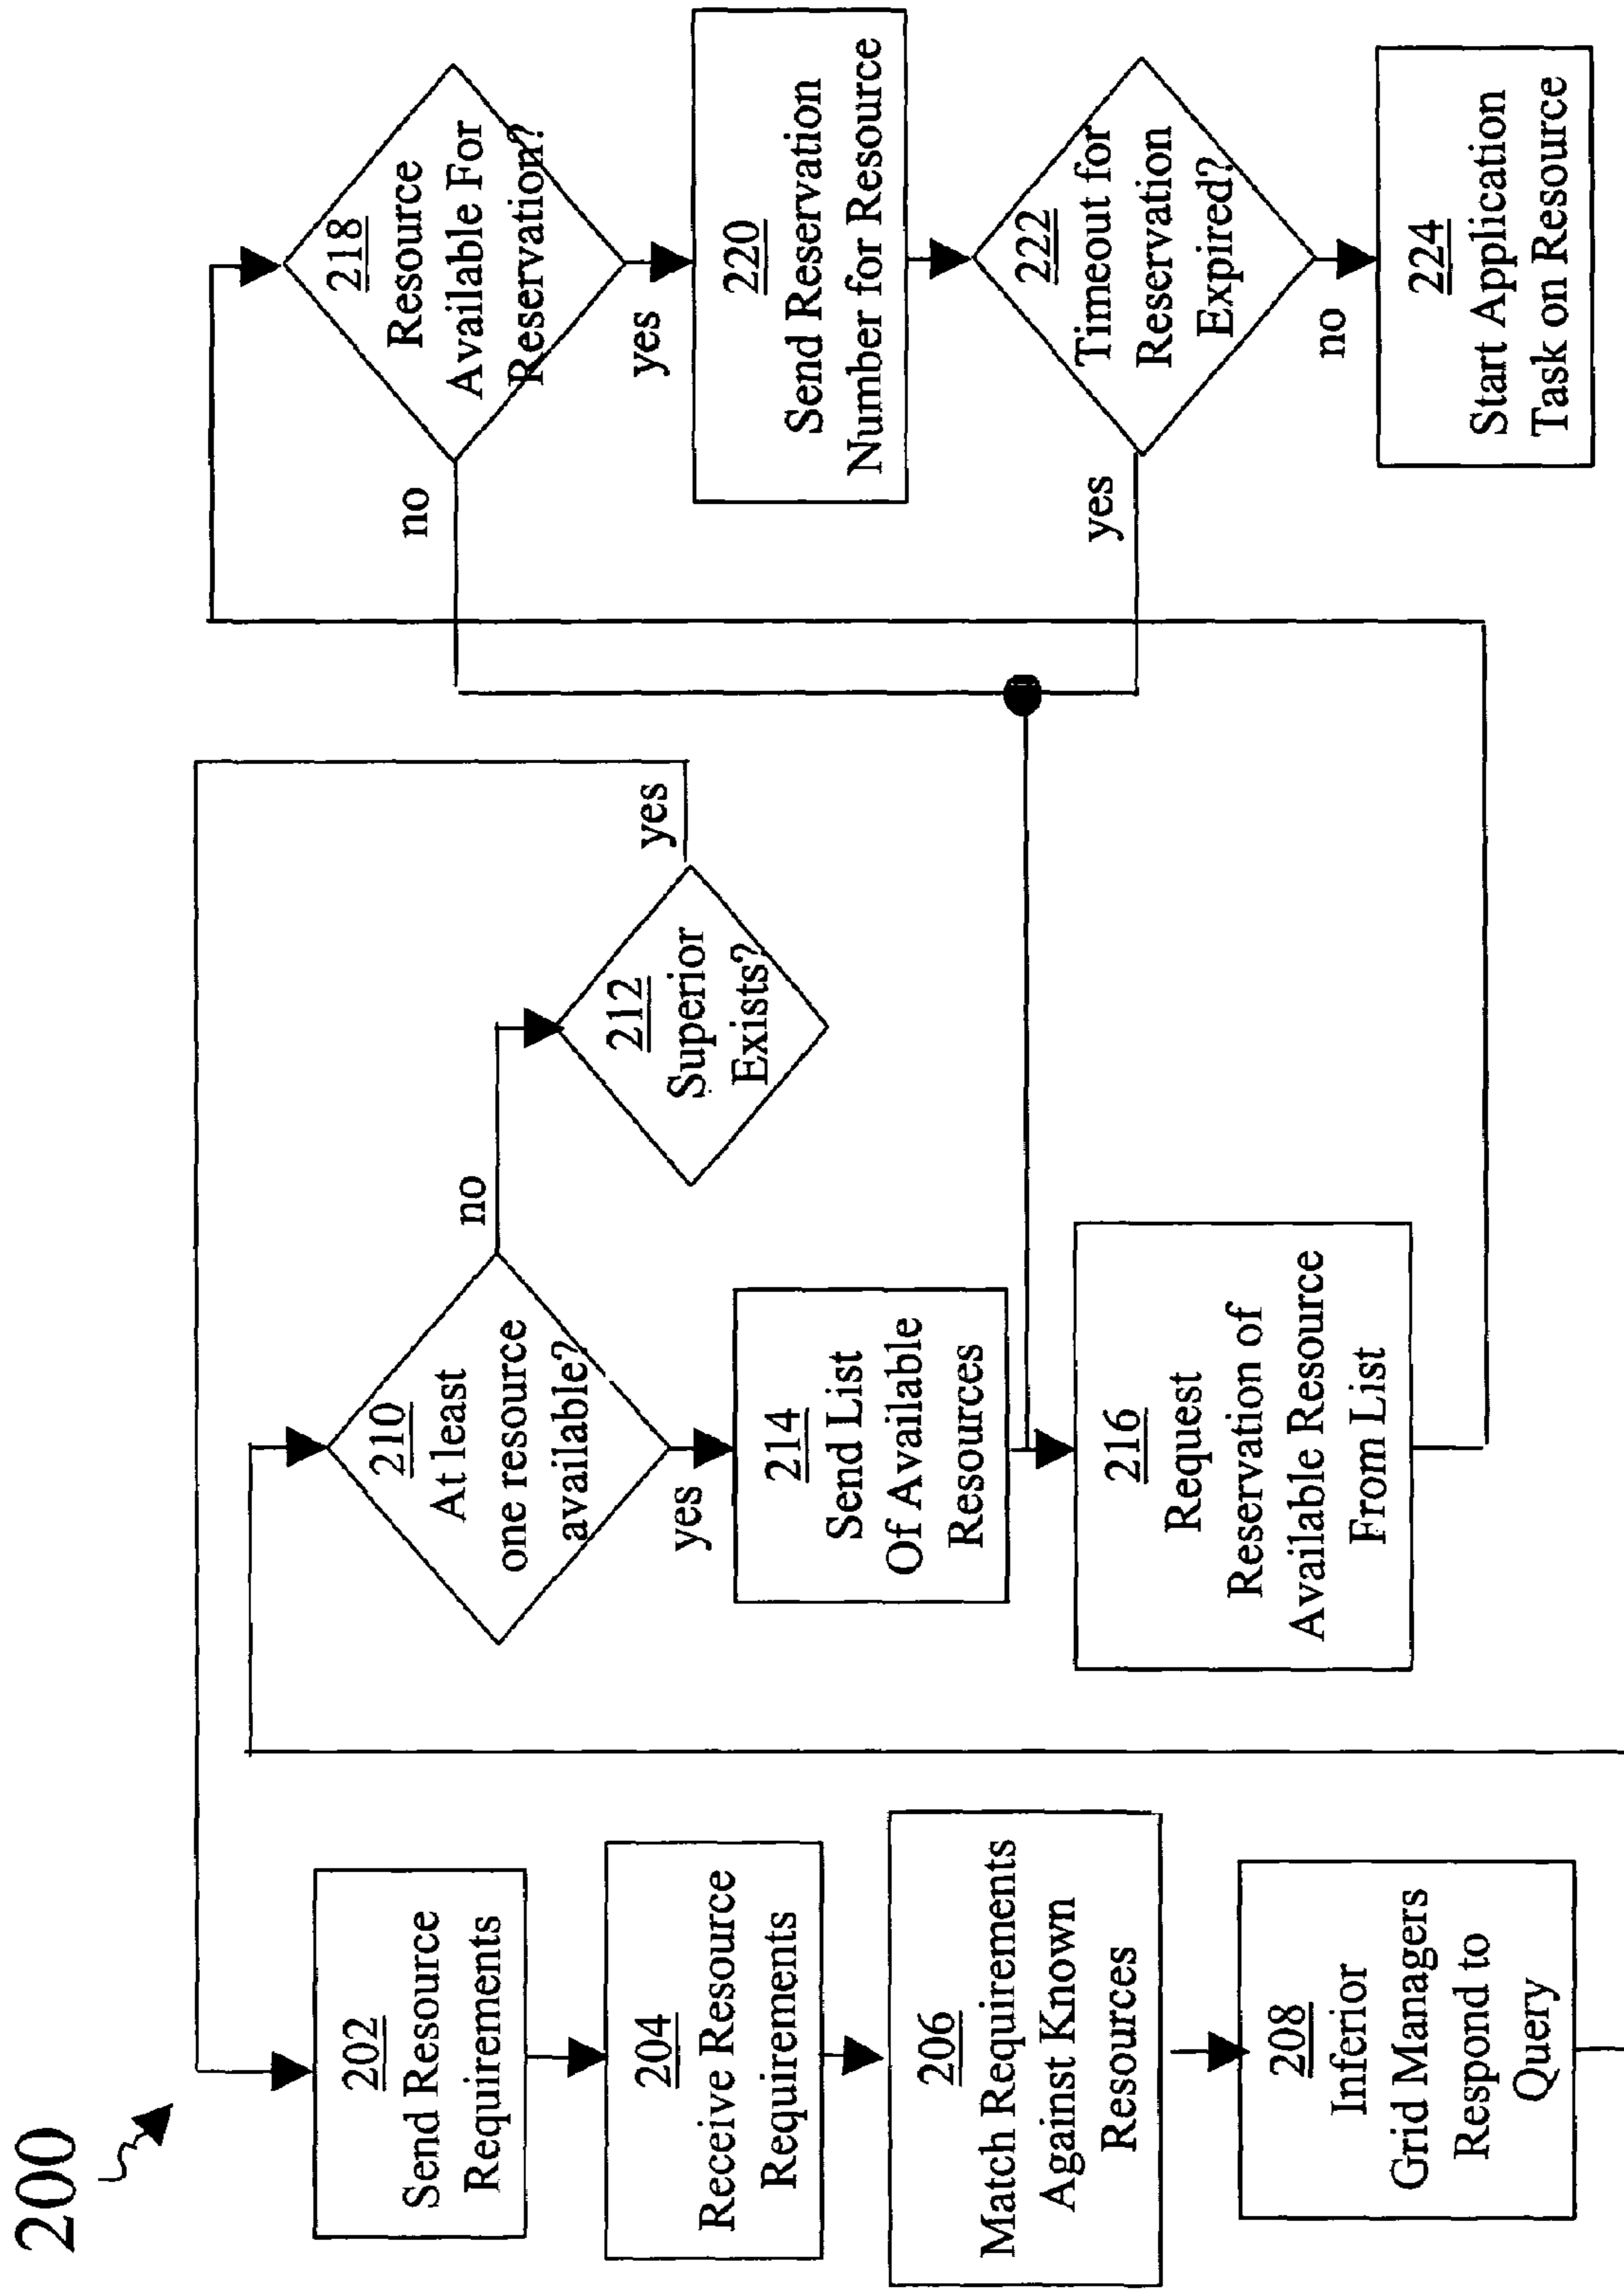 200
202
Send Resource
Requirements
204
Receive Resource
Requirements
206
Match Requirements
Against Known
Resources
208
Inferior
Grid Managers
Respond to
Query
210
At least
one resource
available?
no
yes
212
Superior
Exists?
yes
214
Send List
Of Available
Resources
216
Request
Reservation of
Available Resource
From List
218
Resource
Available For
Reservation?
no
yes
220
Send Reservation
Number for Resource
222
Timeout for
Reservation
Expired?
yes
no
224
Start Application
Task on Resource